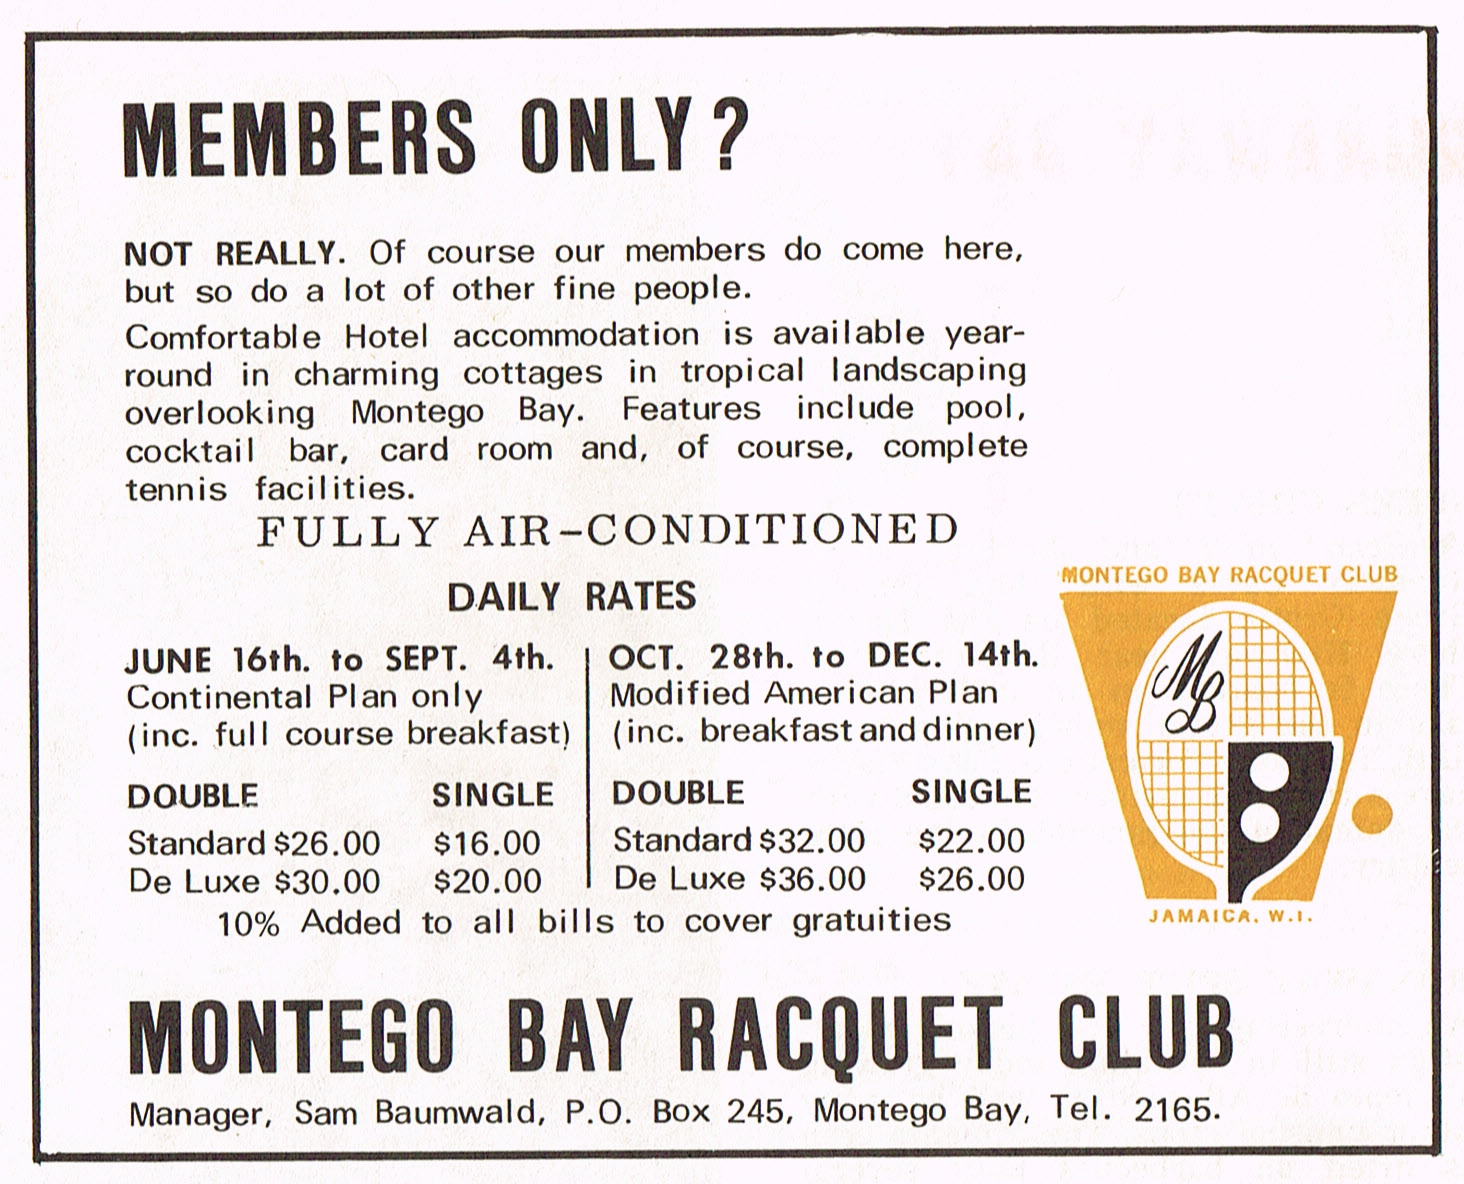 MEMBERS ONLY?
NOT REALLY. Of course our members do come here,
but so do a lot of other fine people.
Comfortable Hotel accommodation is available year-
round in charming cottages in tropical landscaping
overlooking Montego Bay. Features include pool,
cocktail bar, card room and, of course, complete
tennis facilities.
FULLY AIR-CONDITIONED
DAILY RATES
JUNE 16th. to SEPT. 4th.
Continental Plan only
(inc. full course breakfast)
DOUBLE SINGLE
Standard $26.00 $16.00
De Luxe $30.00 $20.00
OCT. 28th. to DEC. 14th.
Modified American Plan
(inc. breakfast and dinner)
DOUBLE SINGLE
Standard $32.00 $22.00
De Luxe $36.00 $26.00
10% Added to all bills to cover gratuities
MONTEGO BAY RACQUET CLUB
MB
JAMAICA, W.I.
MONTEGO BAY RACQUET CLUB
Manager, Sam Baumwald, P.O. Box 245, Montego Bay, Tel. 2165.